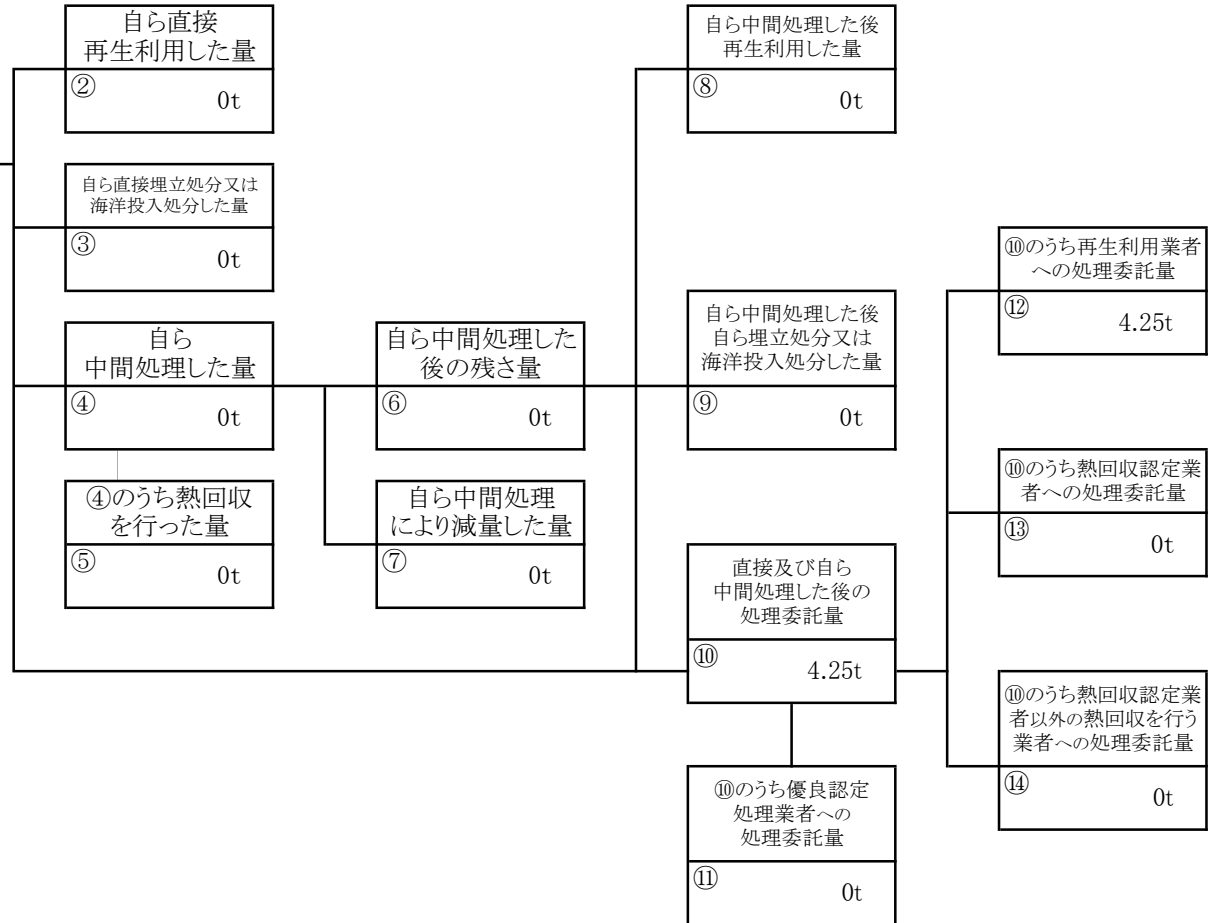 自ら直接
再生利用した量
②
0t
自ら直接埋立処分又は
海洋投入処分した量
③
0t
自ら
中間処理した量
④
0t
④のうち熱回収
を行った量
⑤
0t
自ら中間処理した
後の残さ量
⑥
0t
自ら中間処理
により減量した量
⑦
0t
自ら中間処理した後
再生利用した量
⑧
0t
自ら中間処理した後
自ら埋立処分又は
海洋投入処分した量
⑨
0t
直接及び自ら
中間処理した後の
処理委託量
⑩
4.25t
⑩のうち優良認定
処理業者への
処理委託量
⑪
0t
⑩のうち再生利用業者
への処理委託量
⑫
4.25t
⑩のうち熱回収認定業
者への処理委託量
⑬
0t
⑩のうち熱回収認定業
者以外の熱回収を行う
業者への処理委託量
⑭
0t